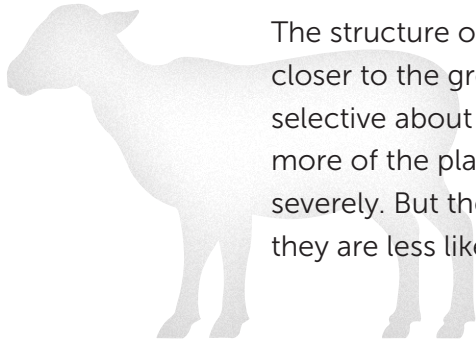 The structure o
closer to the gr
selective about
more of the pla
severely. But the
they are less lik